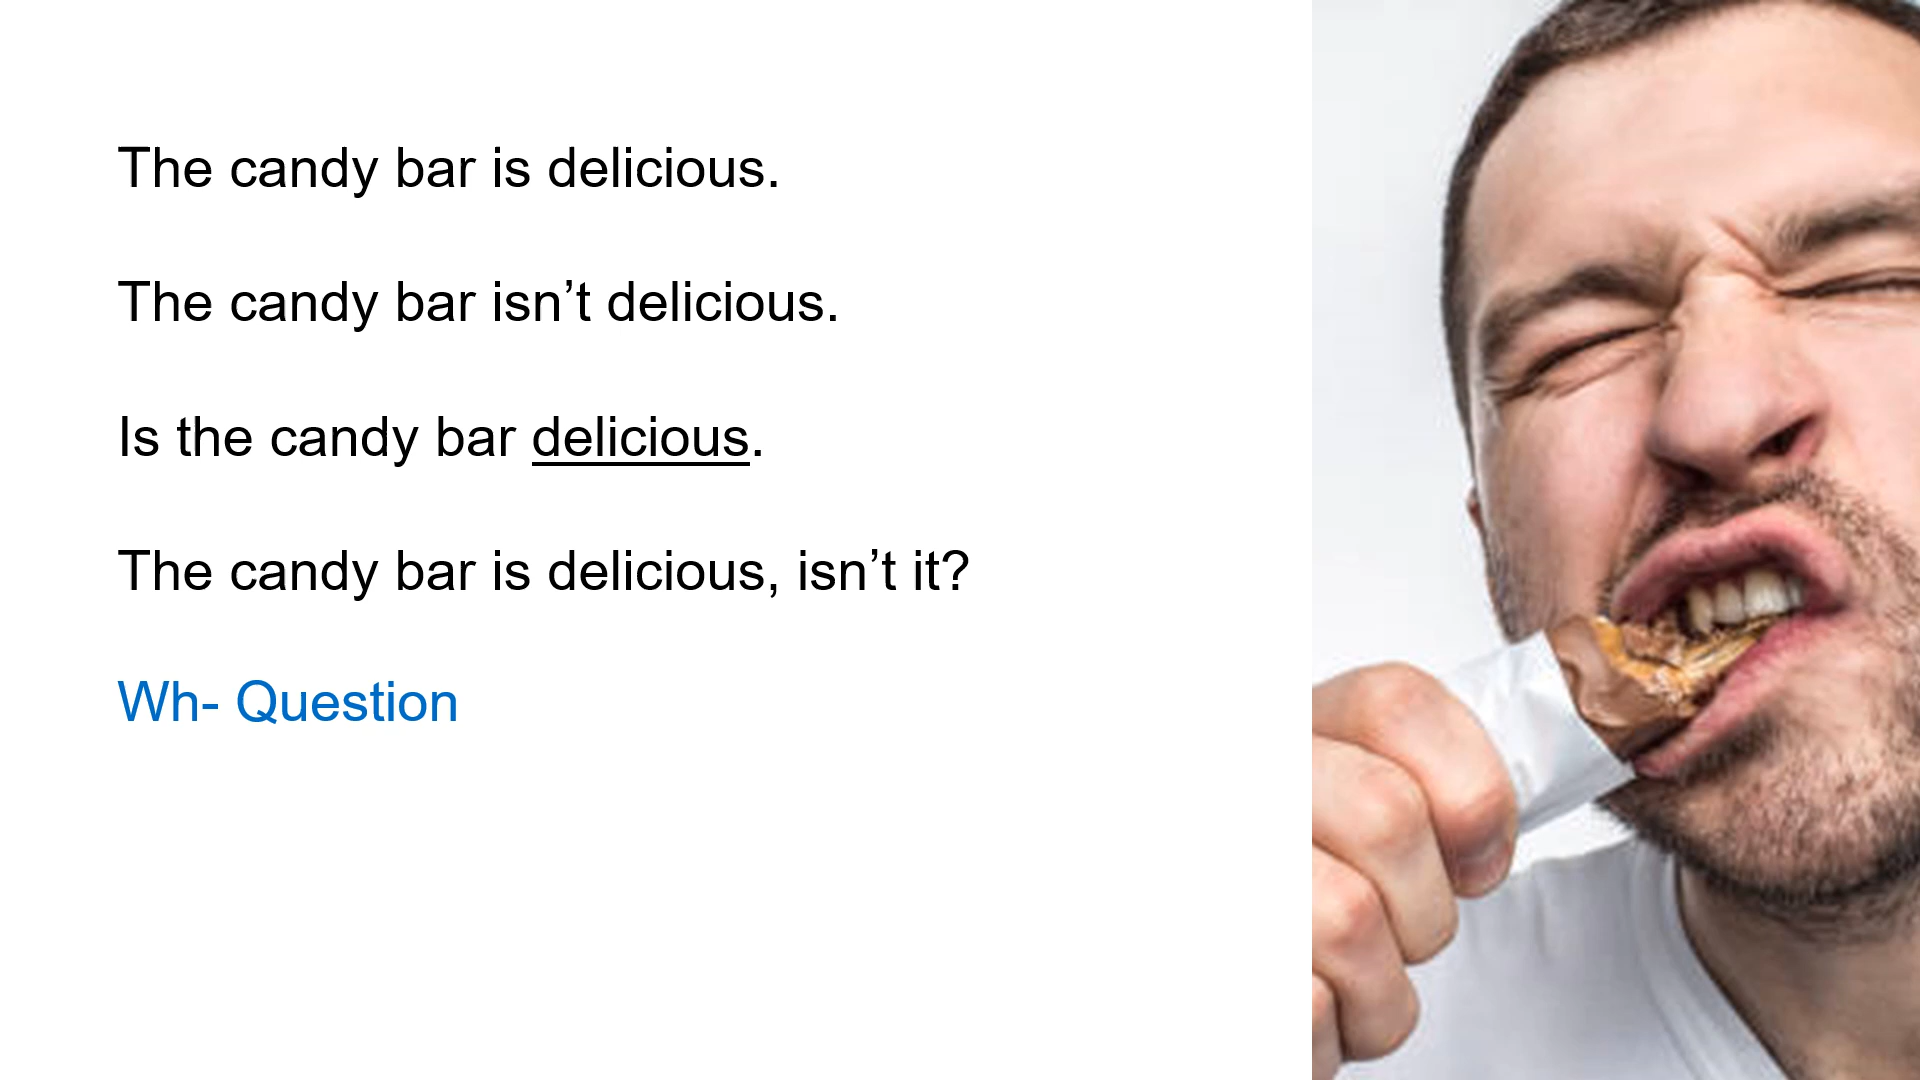 The candy bar is delicious.
The candy bar isn’t delicious.
Is the candy bar delicious.
The candy bar is delicious, isn’t it?
Wh- Question